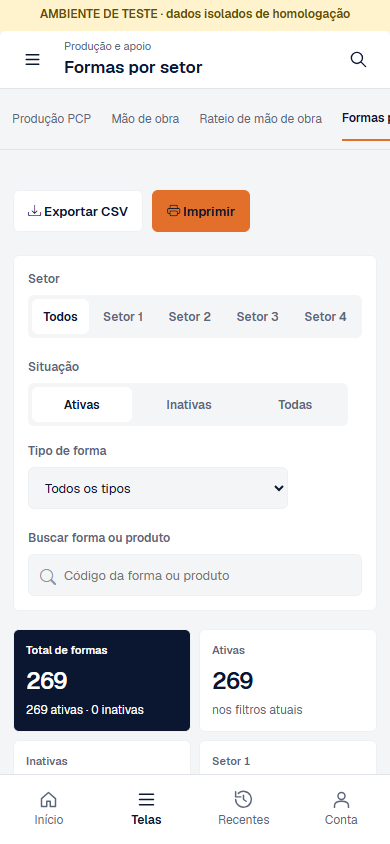 AMBIENTE DE TESTE · dados isolados de homologação
Produção e apoio
Formas por setor
Produção PCP
Mão de obra
Rateio de mão de obra
Formas p
Exportar CSV
Imprimir
Setor
Todos
Setor 1
Setor 2
Setor 3
Setor 4
Situação
Ativas
Inativas
Todas
Tipo de forma
Todos os tipos
Buscar forma ou produto
Código da forma ou produto
Total de formas
269
269 ativas · 0 inativas
Ativas
269
nos filtros atuais
Inativas
Setor 1
Início
Telas
Recentes
Conta